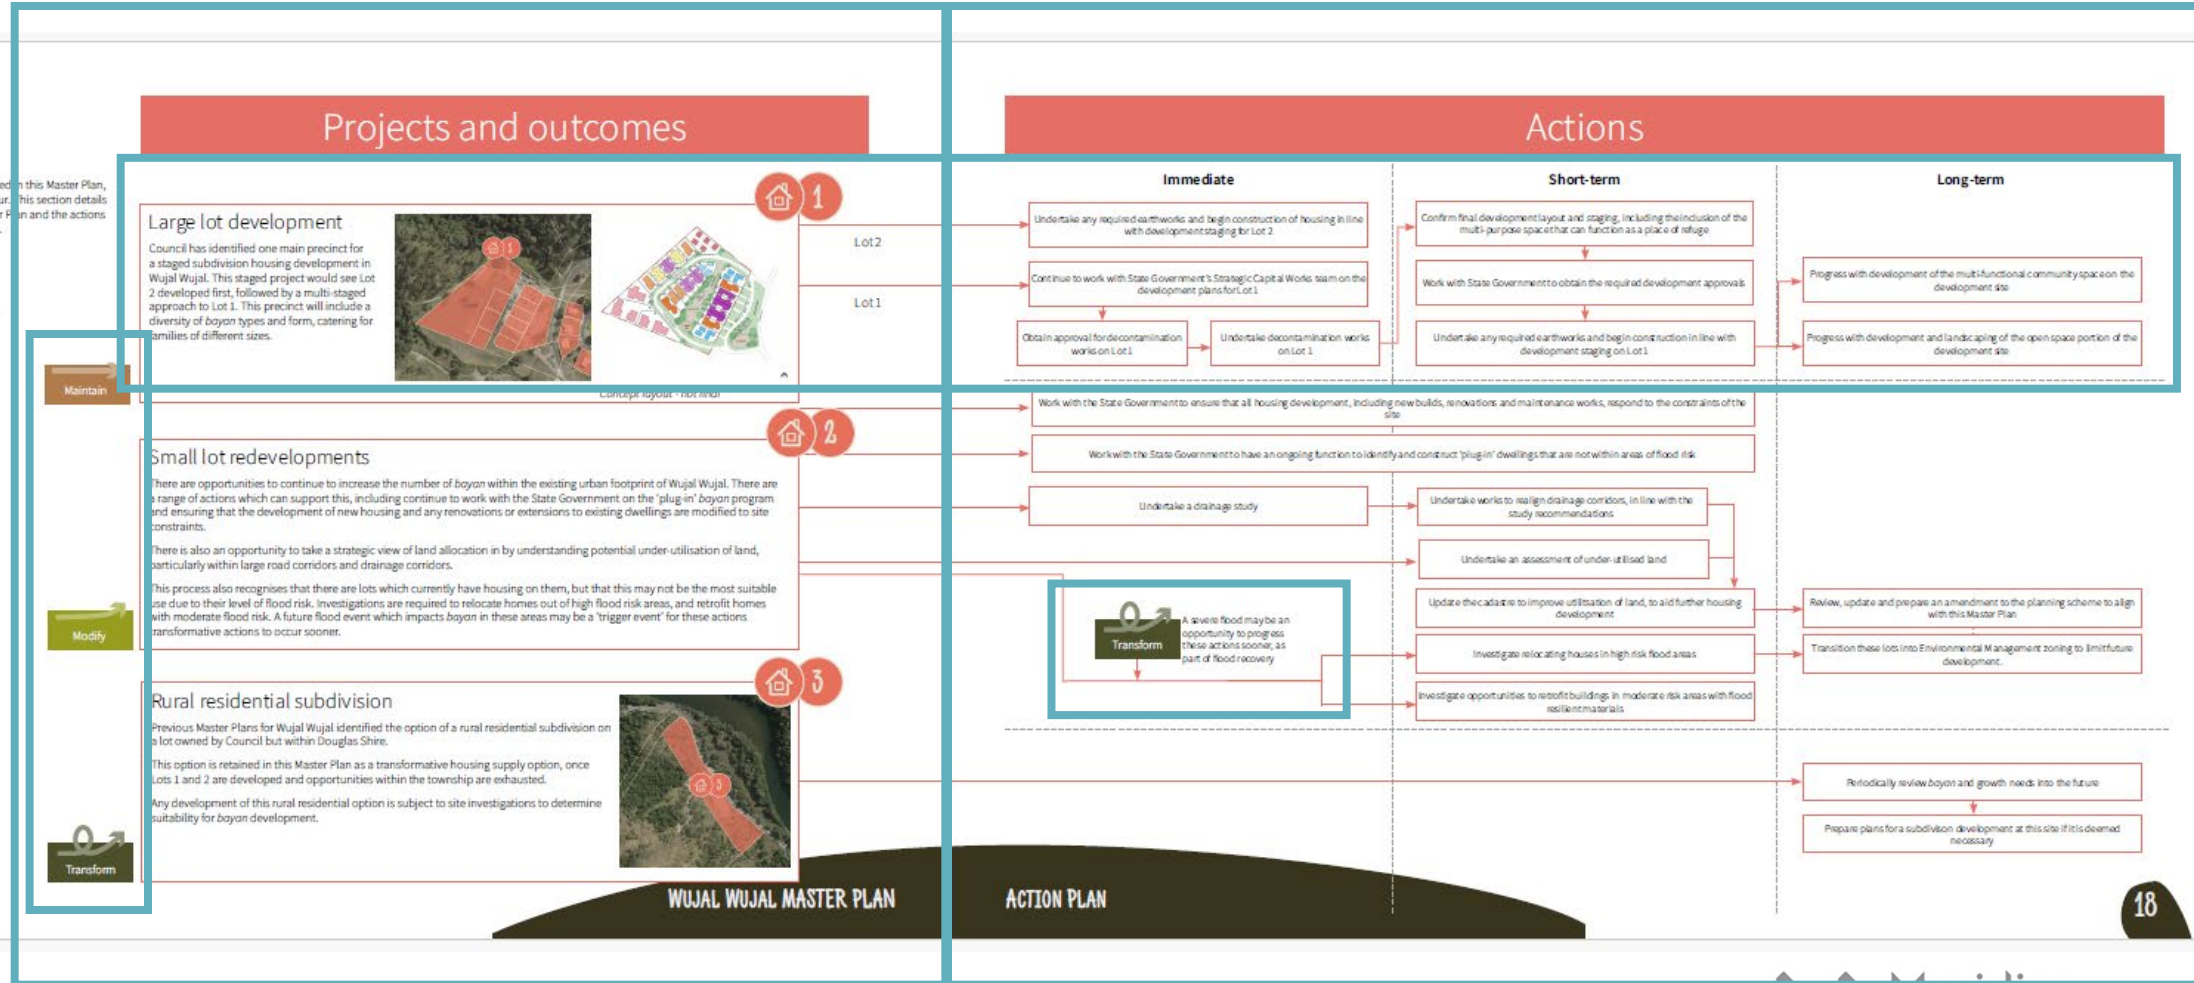 Projects and outcomes
Actions
ed in this Master Plan,
ur. This section details
r Plan and the actions
Maintain
Modify
Transform
1
Large lot development
Council has identified one main precinct for
a staged subdivision housing development in
Wujal Wujal. This staged project would see Lot
2 developed first, followed by a multi-staged
approach to Lot 1. This precinct will include a
diversity of bayan types and form, catering for
families of different sizes.
1
Concept layout - not final
Lot 2
Lot 1
2
Small lot redevelopments
There are opportunities to continue to increase the number of bayan within the existing urban footprint of Wujal Wujal. There are
a range of actions which can support this, including continue to work with the State Government on the 'plug-in' bayan program
and ensuring that the development of new housing and any renovations or extensions to existing dwellings are modified to site
constraints.
There is also an opportunity to take a strategic view of land allocation in by understanding potential under-utilisation of land,
particularly within large road corridors and drainage corridors.
This process also recognises that there are lots which currently have housing on them, but that this may not be the most suitable
use due to their level of flood risk. Investigations are required to relocate homes out of high flood risk areas, and retrofit homes
with moderate flood risk. A future flood event which impacts bayan in these areas may be a 'trigger event' for these actions
transformative actions to occur sooner.
3
Rural residential subdivision
Previous Master Plans for Wujal Wujal identified the option of a rural residential subdivision on
a lot owned by Council but within Douglas Shire.
This option is retained in this Master Plan as a transformative housing supply option, once
Lots 1 and 2 are developed and opportunities within the township are exhausted.
Any development of this rural residential option is subject to site investigations to determine
suitability for bayan development.
3
Immediate
Short-term
Long-term
Undertake any required earthworks and begin construction of housing in line
with development staging for Lot 2
Continue to work with State Government's Strategic Capital Works team on the
development plans for Lot 1
Obtain approval for decontamination
works on Lot 1
Undertake decontamination works
on Lot 1
Confirm final development layout and staging, including the inclusion of the
multi-purpose space that can function as a place of refuge
Work with State Government to obtain the required development approvals
Undertake any required earthworks and begin construction in line with
development staging on Lot 1
Progress with development of the multi-functional community space on the
development site
Progress with development and landscaping of the open space portion of the
development site
Work with the State Government to ensure that all housing development, including new builds, renovations and maintenance works, respond to the constraints of the
site
Work with the State Government to have an ongoing function to identify and construct 'plug-in' dwellings that are not within areas of flood risk
Undertake a drainage study
Undertake works to realign drainage corridors, in line with the
study recommendations
Undertake an assessment of under-utilised land
Update the cadastre to improve utilitsation of land, to aid further housing
development
Review, update and prepare an amendment to the planning scheme to align
with this Master Plan
Transform
A severe flood may be an
opportunity to progress
these actions sooner, as
part of flood recovery
Investigate relocating houses in high risk flood areas
Transition these lots into Environmental Management zoning to limit future
development.
Investigate opportunities to retrofit buildings in moderate risk areas with flood
resilient materials
Periodically review bayan and growth needs into the future
Prepare plans for a subdivison development at this site if it is deemed
necessary
WUJAL WUJAL MASTER PLAN
ACTION PLAN
18